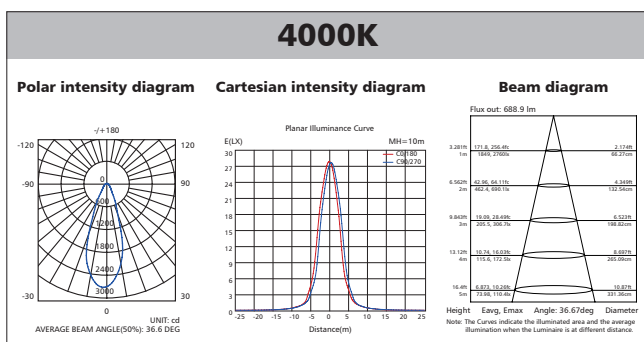 4000K
Polar intensity diagram
Cartesian intensity diagram
Beam diagram
-/+180
-120
120
-90
90
-30
30
0
0
600
1200
1800
2400
3000
UNIT: cd
AVERAGE BEAM ANGLE(50%): 36.6 DEG
Planar Illuminance Curve
E(LX)
MH=10m
C0/180
C90/270
30
27
24
21
18
15
12
9
6
3
0
-25 -20 -15 -10 -5 0 5 10 15 20 25
Distance(m)
Flux out: 688.9 lm
3.281ft 171.8, 256.4fc 2.174ft
1m 1849, 2760lx 66.27cm
6.562ft 42.96, 64.11fc 4.349ft
2m 462.4, 690.1lx 132.54cm
9.843ft 19.09, 28.49fc 6.523ft
3m 205.5, 306.7lx 198.82cm
13.12ft 10.74, 16.03fc 8.697ft
4m 115.6, 172.5lx 265.09cm
16.4ft 6.873, 10.26fc 10.87ft
5m 73.98, 110.4lx 331.36cm
Height Eavg, Emax Angle: 36.67deg Diameter
Note: The Curves indicate the illuminated area and the average
illumination when the Luminaire is at different distance.